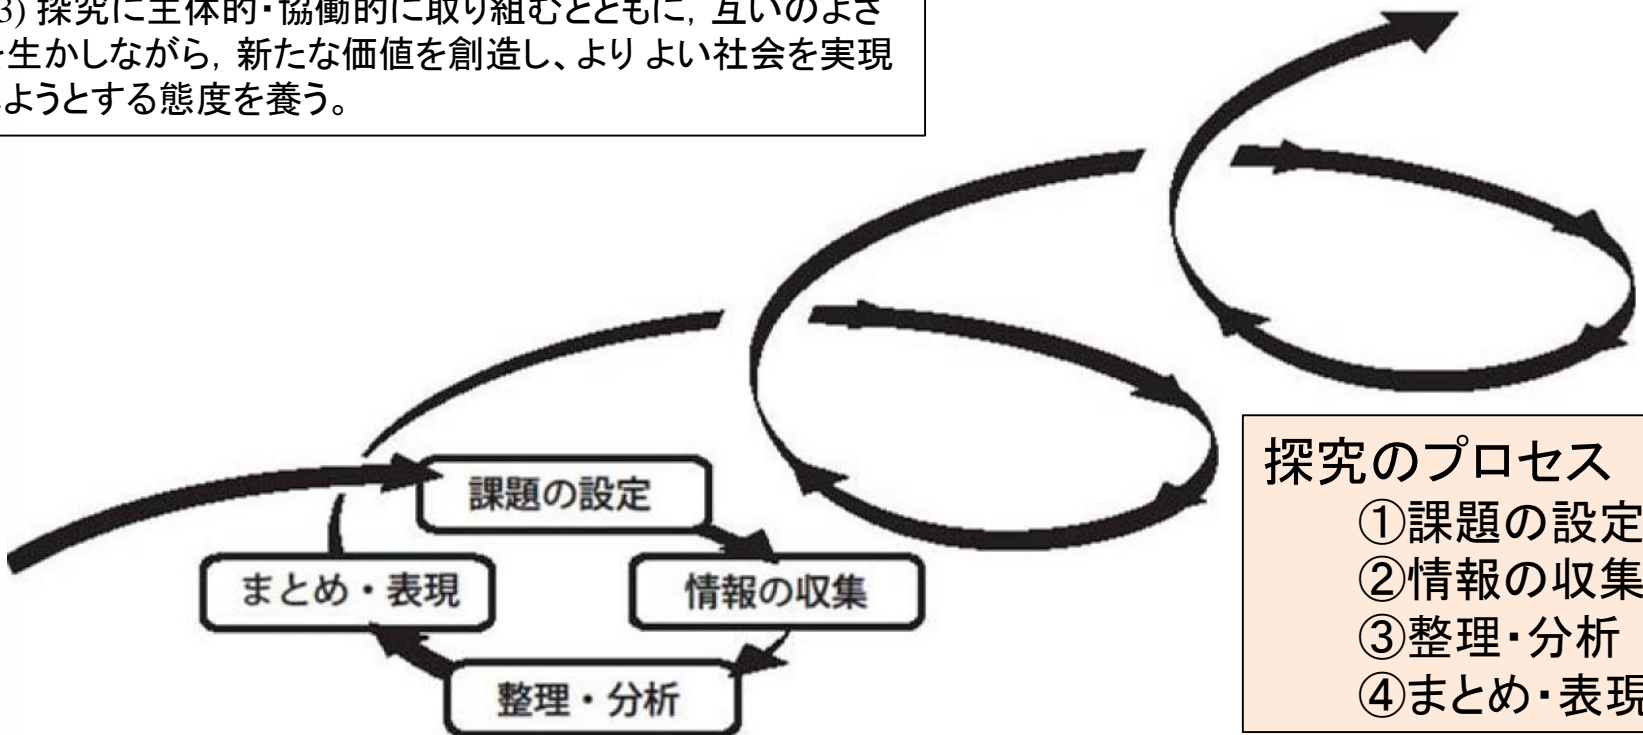 3) 探究に主体的・協働的に取り組むとともに, 互いのよさ
を生かしながら, 新たな価値を創造し、より よい社会を実現
しようとする態度を養う。
課題の設定
まとめ・表現
情報の収集
整理・分析
探究のプロセス
①課題の設定
②情報の収集
③整理・分析
④まとめ・表現